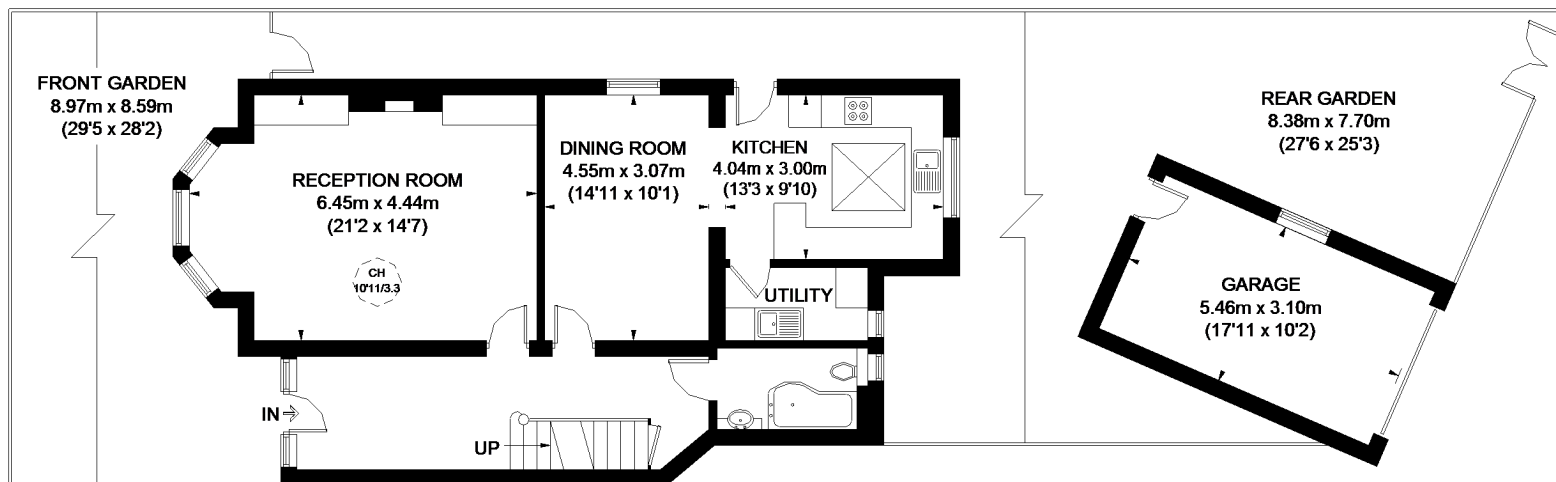 FRONT GARDEN
8.97m x 8.59m
(29'5 x 28'2)
RECEPTION ROOM
6.45m x 4.44m
(21'2 x 14'7)
CH
10'11/3.3
DINING ROOM
4.55m x 3.07m
(14'11 x 10'1)
KITCHEN
4.04m x 3.00m
(13'3 x 9'10)
UTILITY
IN
UP
REAR GARDEN
8.38m x 7.70m
(27'6 x 25'3)
GARAGE
5.46m x 3.10m
(17'11 x 10'2)